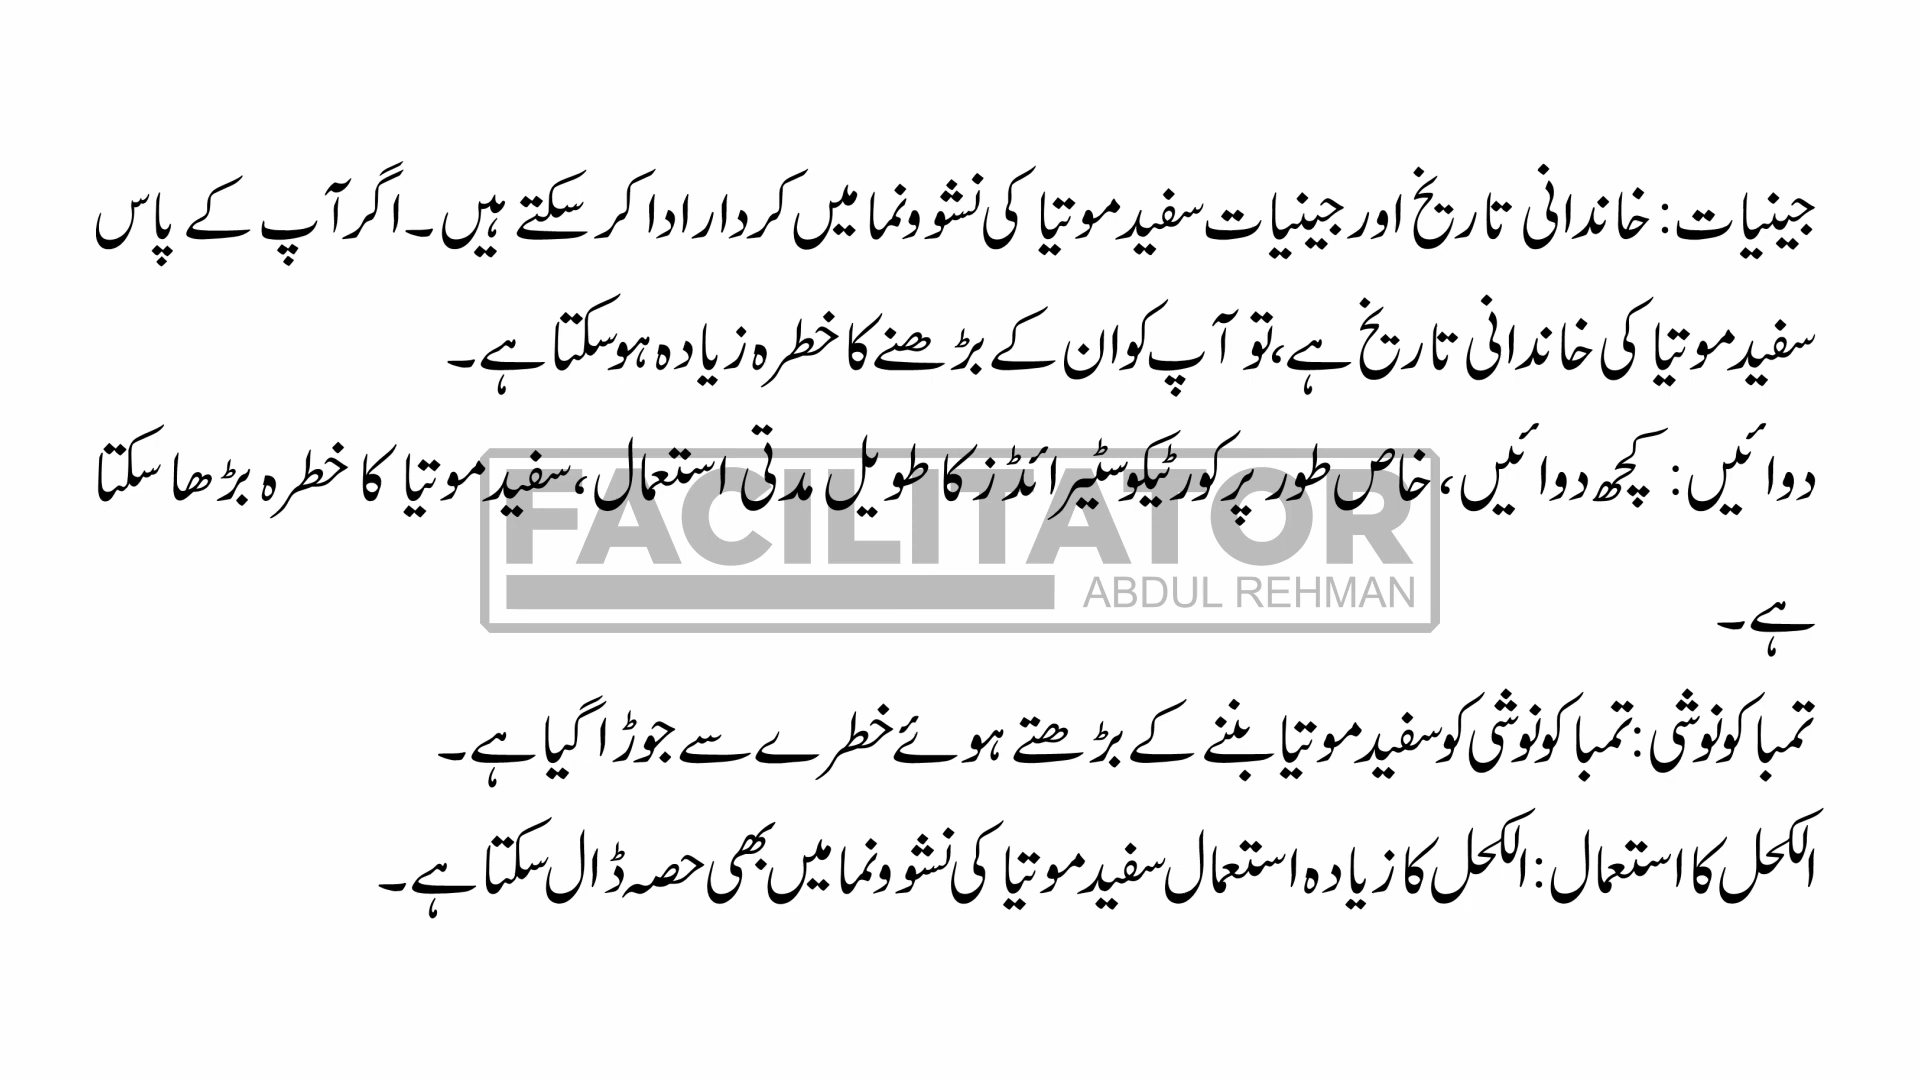 جینیات: خاندانی تاریخ اور جینیات سفید موتیا کی نشوونما میں کردار ادا کر سکتے ہیں۔ اگر آپ کے پاس
سفید موتیا کی خاندانی تاریخ ہے، تو آپ کو ان کے بڑھنے کا خطرہ زیادہ ہو سکتا ہے۔
دوائیں: کچھ دوائیں، خاص طور پر کورٹیکوسٹیرائڈز کا طویل مدتی استعمال، سفید موتیا کا خطرہ بڑھا سکتا
ہے۔
FACILITATOR
ABDUL REHMAN
تمباکو نوشی: تمباکو نوشی کو سفید موتیا بننے کے بڑھتے ہوئے خطرے سے جوڑا گیا ہے۔
الکحل کا استعمال: الکحل کا زیادہ استعمال سفید موتیا کی نشوونما میں بھی حصہ ڈال سکتا ہے۔